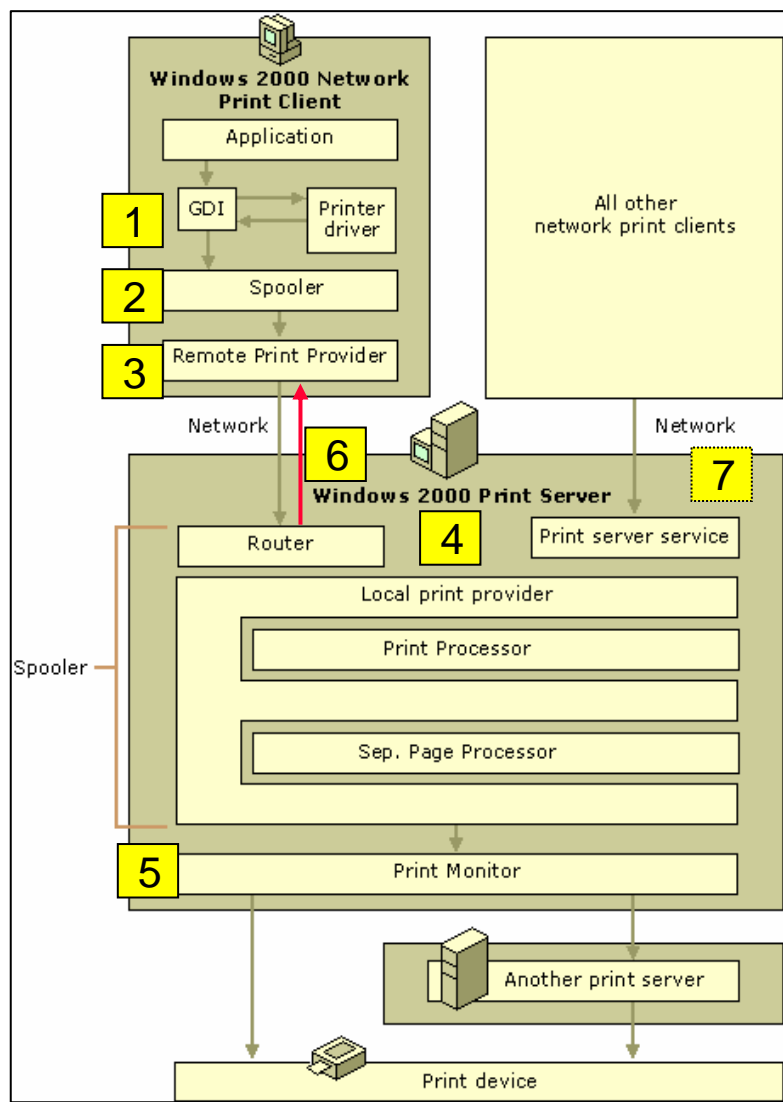 Windows 2000 Network
Print Client
Application
1
GDI
Printer
driver
2
Spooler
3
Remote Print Provider
All other
network print clients
Network
6
Network
7
Windows 2000 Print Server
4
Router
Print server service
Local print provider
Print Processor
Spooler
Sep. Page Processor
5
Print Monitor
Another print server
Print device